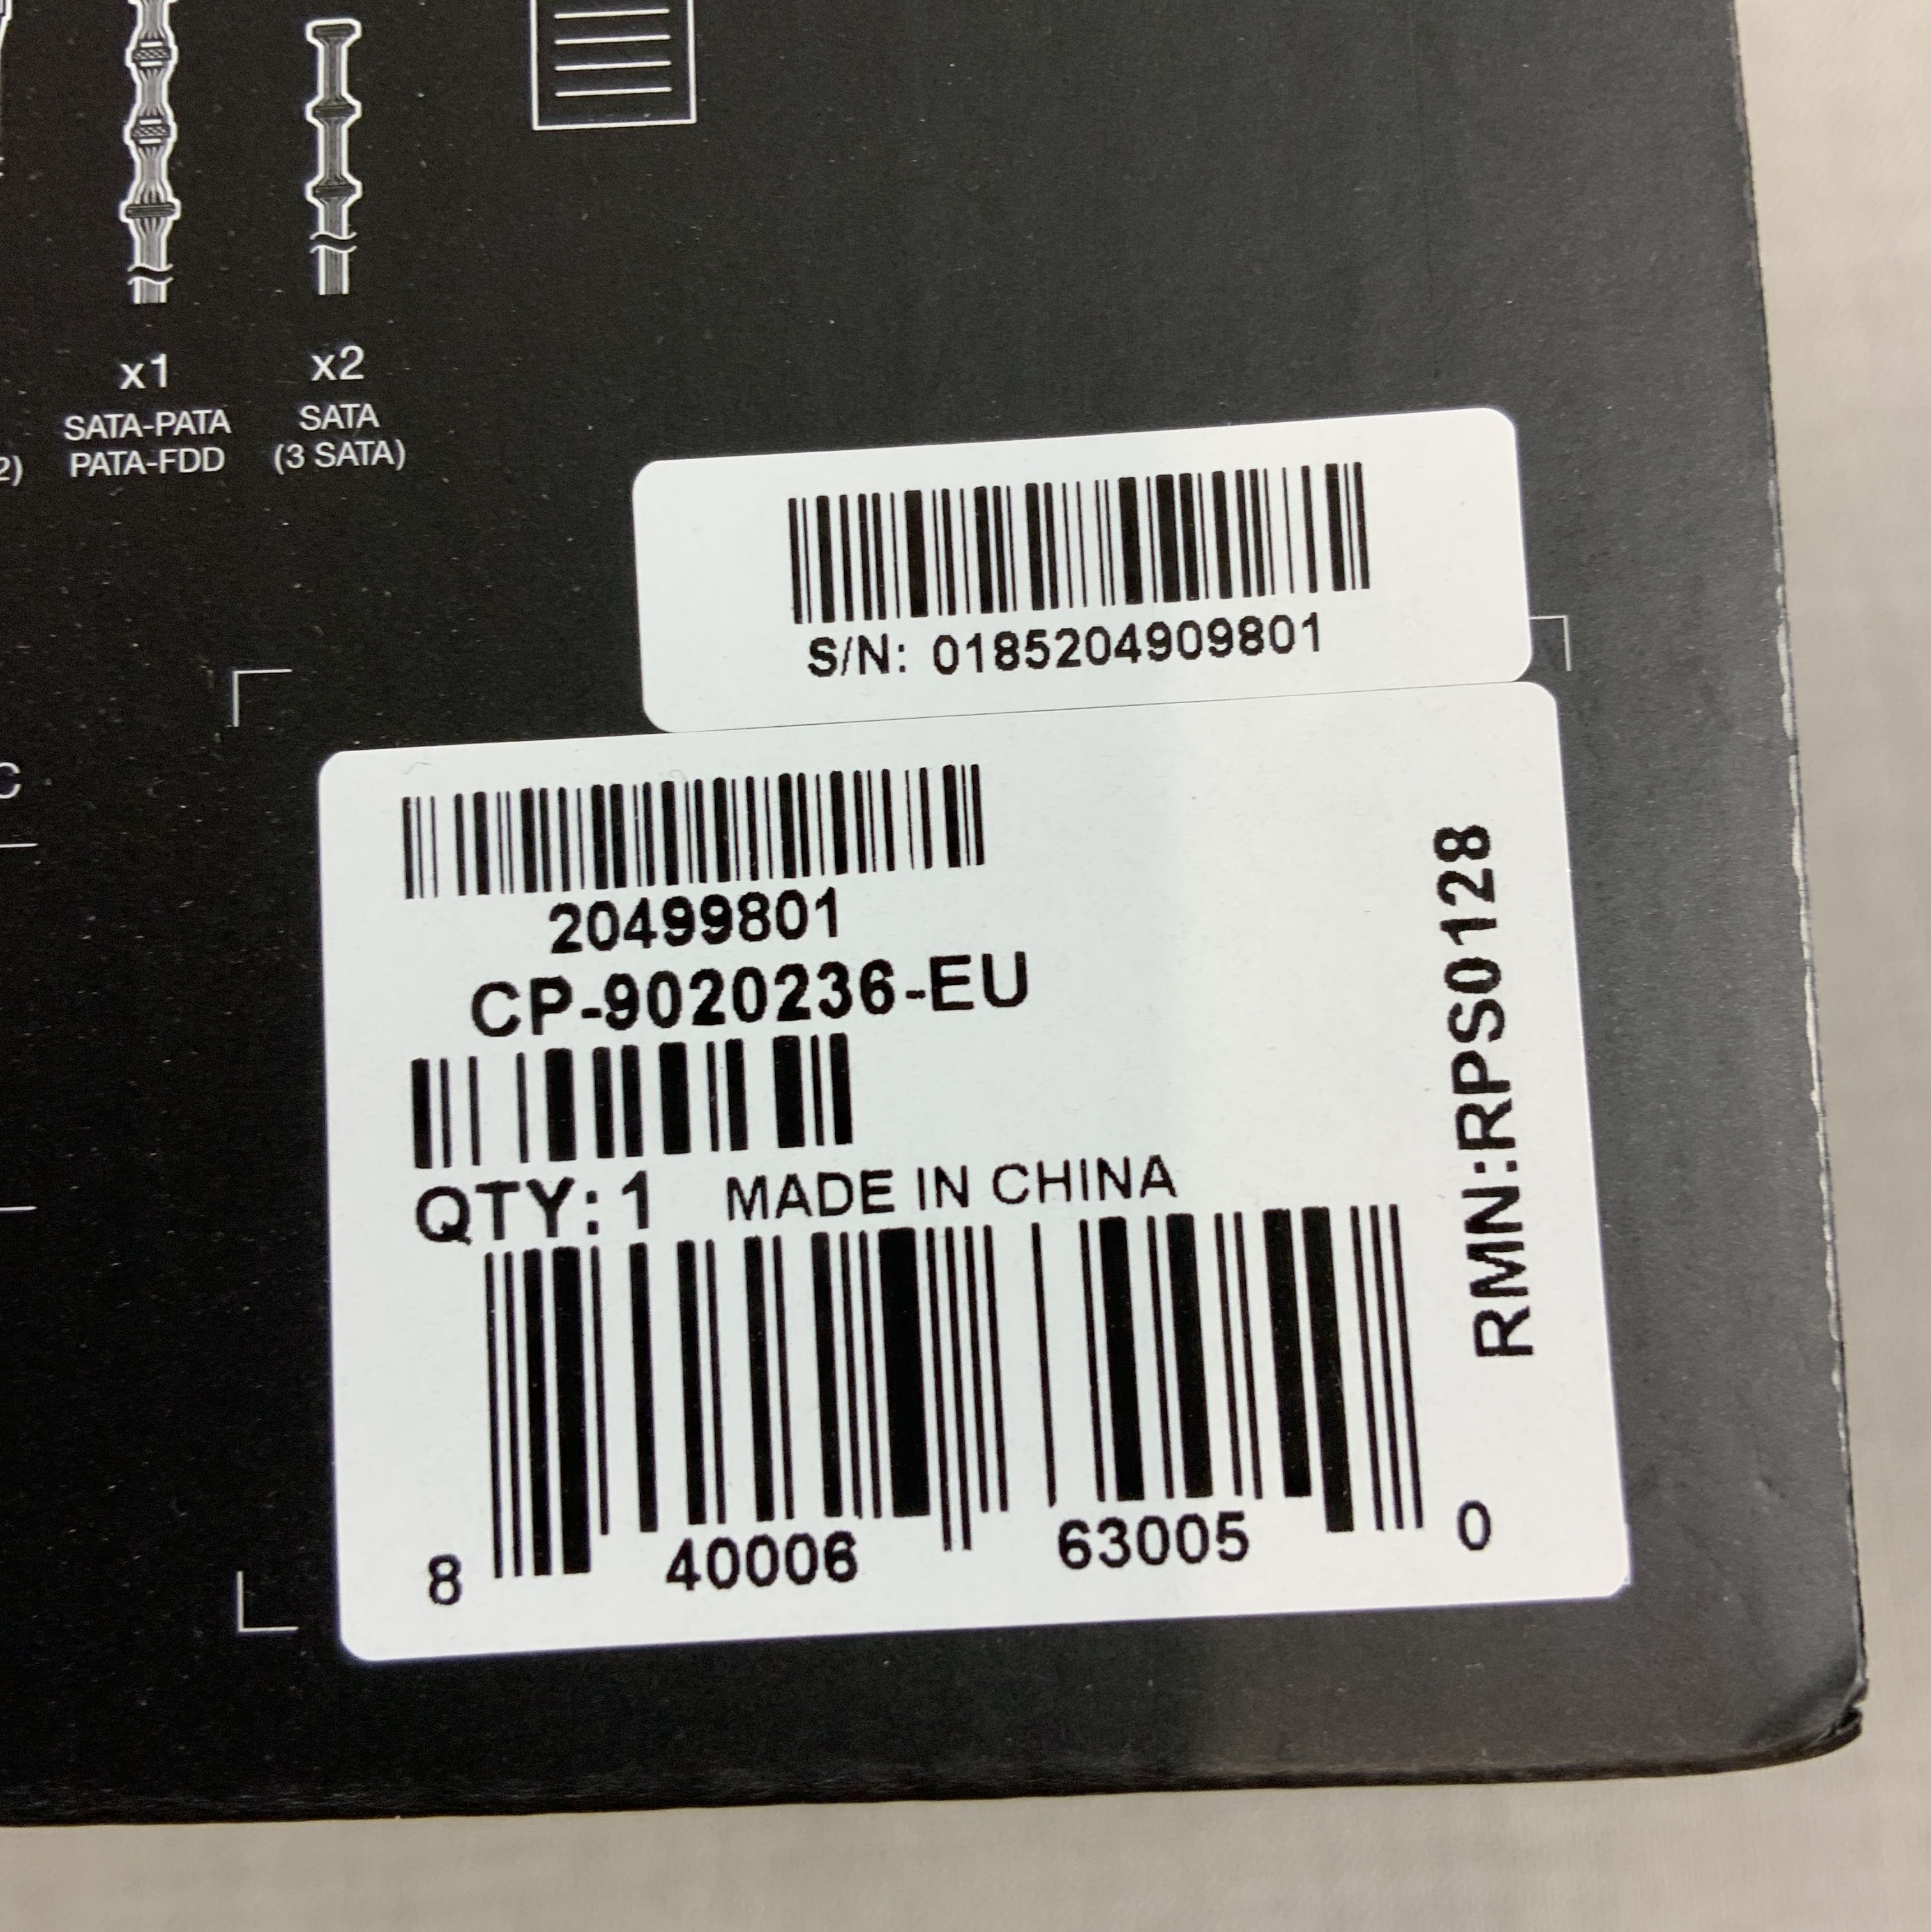 x1
SATA-PATA
PATA-FDD
x2
SATA
(3 SATA)
2)
C
S/N: 0185204909801
20499801
CP-9020236-EU
QTY: 1 MADE IN CHINA
8 40006 63005 0
RMN:RPS0128